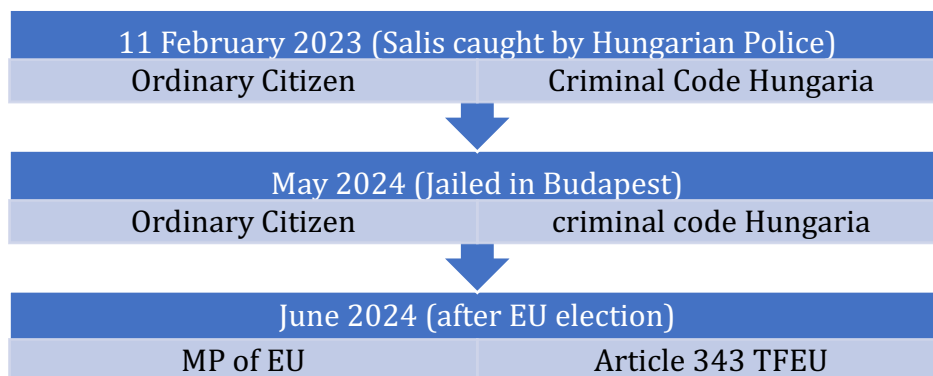 11 February 2023 (Salis caught by Hungarian Police)
Ordinary Citizen
Criminal Code Hungaria
May 2024 (Jailed in Budapest)
Ordinary Citizen
criminal code Hungaria
June 2024 (after EU election)
MP of EU
Article 343 TFEU